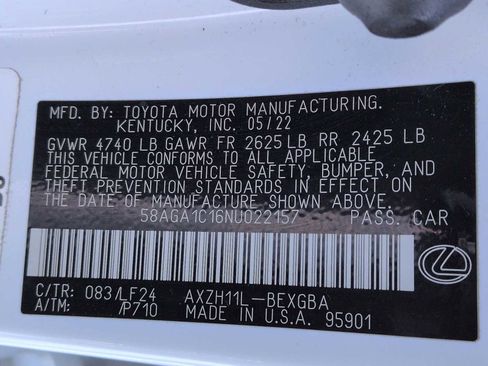 MFD. BY: TOYOTA MOTOR MANUFACTURING.
KENTUCKY, INC. 05/22
GVWR 4740 LB GAWR FR 2625 LB RR 2425 LB
THIS VEHICLE CONFORMS TO ALL APPLICABLE
FEDERAL MOTOR VEHICLE SAFETY, BUMPER, AND
THEFT PREVENTION STANDARDS IN EFFECT ON
THE DATE OF MANUFACTURE SHOWN ABOVE.
58AGA1C16NU022157 PASS. CAR
C/TR: 083/LF24 AXZH11L-BEXGBA
A/TM: /P710 MADE IN U.S.A. 95901